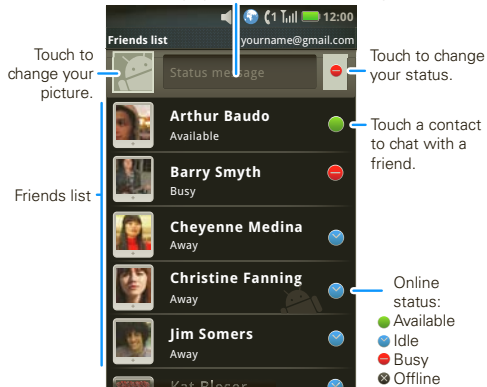 12:00
Friends list
yourname@gmail.com
Touch to
change your
picture.
Status message
Touch to change
your status.
Arthur Baudo
Available
Touch a contact
to chat with a
friend.
Barry Smyth
Busy
Friends list
Cheyenne Medina
Away
Christine Fanning
Away
Online
status:
Available
Idle
Busy
Offline
Jim Somers
Away
Kat Bleser